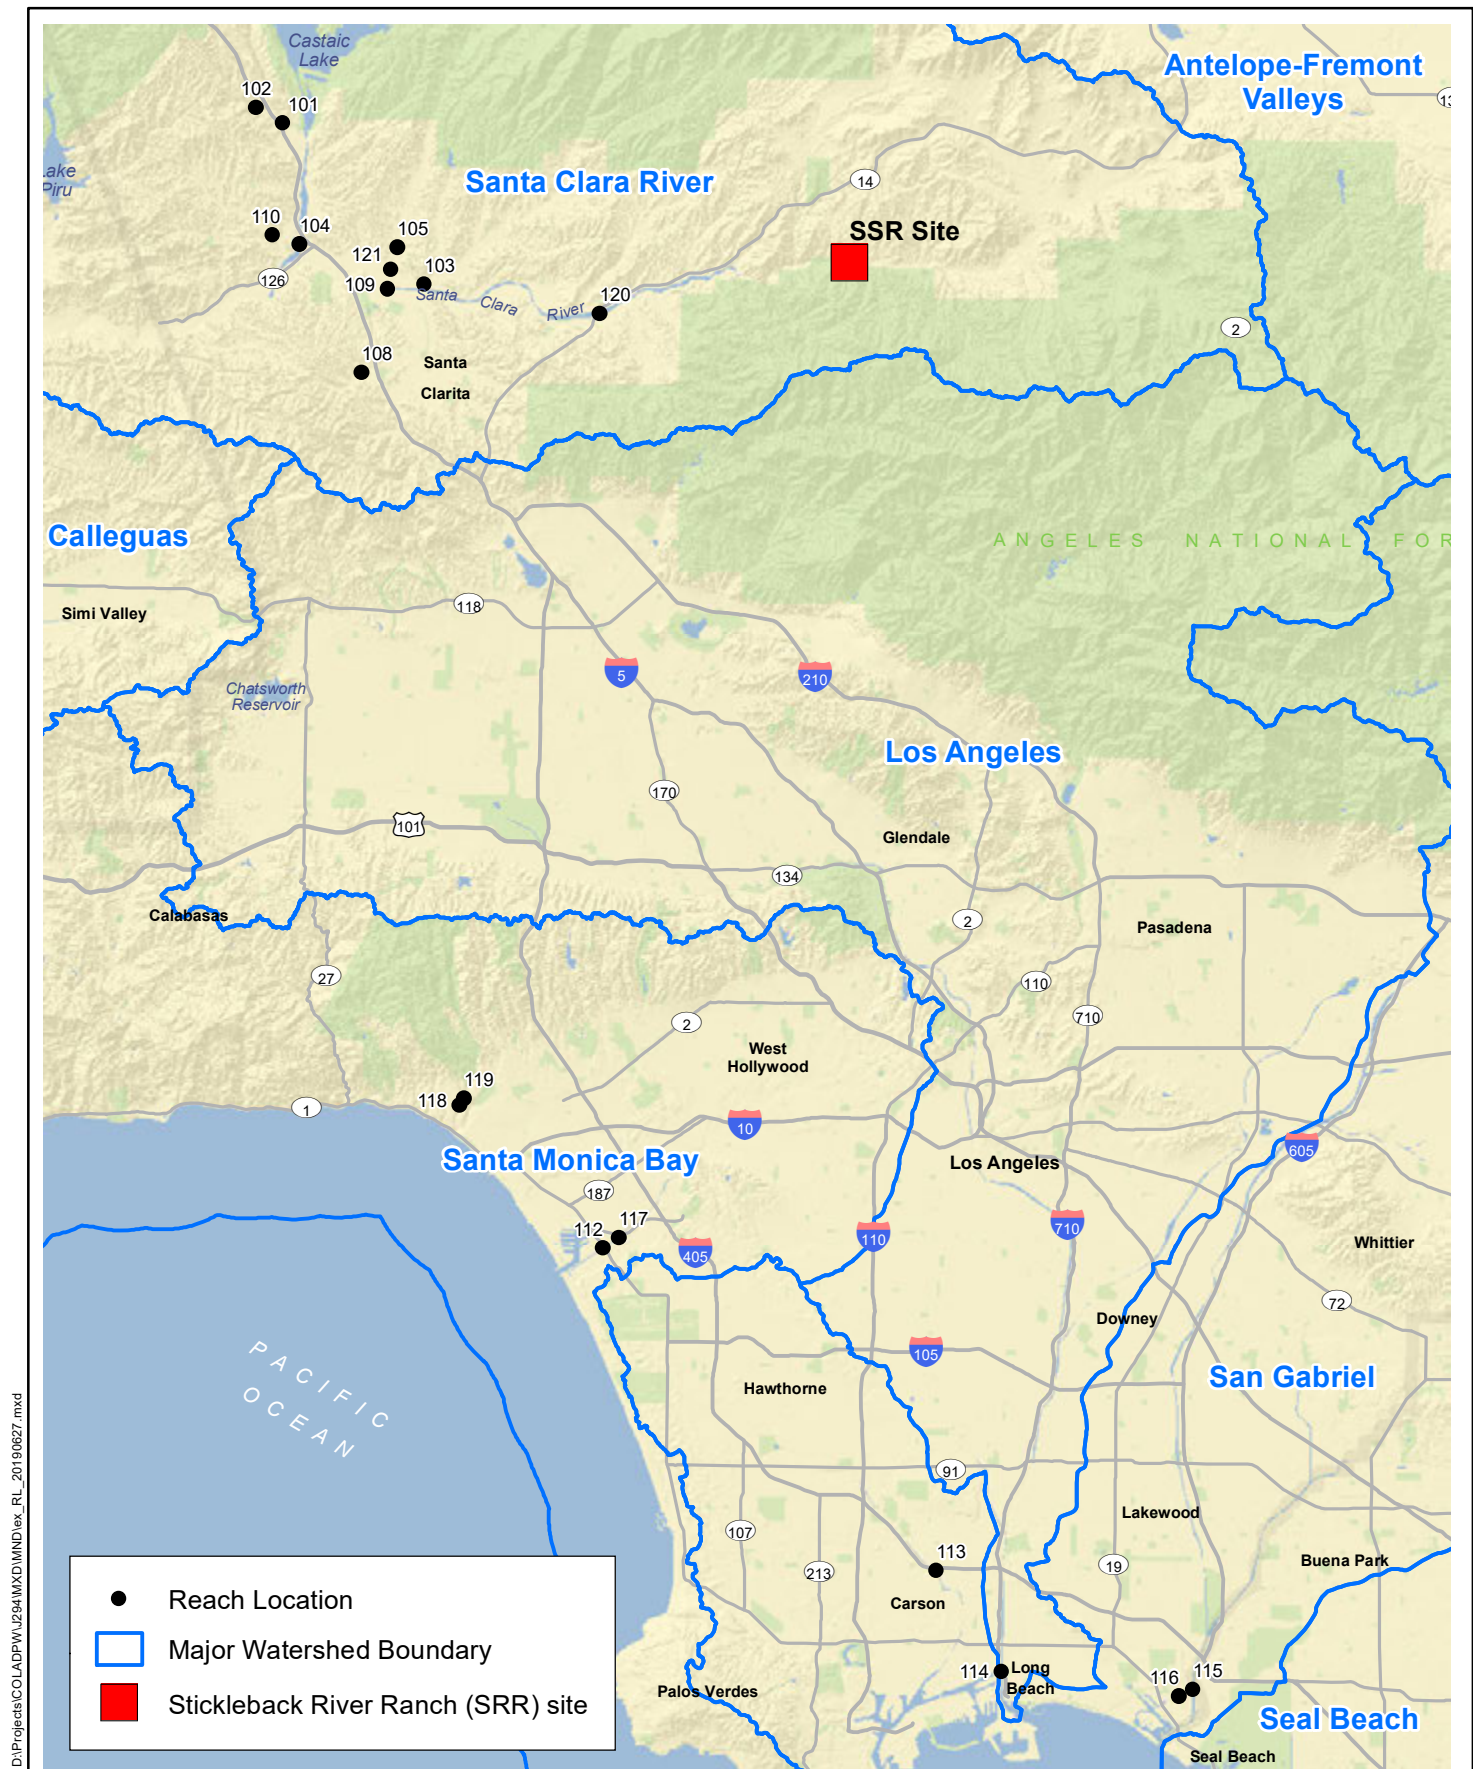 Castaic
Lake
Antelope-Fremont
Valleys
102
101
13
Lake
Piru
Santa Clara River
14
110
104
105
SSR Site
121
103
126
109
Santa
Clara
River
120
2
108
Santa
Clarita
Calleguas
ANGELES NATIONAL FOR
Simi Valley
118
5
210
Chatsworth
Reservoir
Los Angeles
170
101
Glendale
134
Calabasas
2
Pasadena
27
110
2
710
West
Hollywood
119
118
1
10
Santa Monica Bay
Los Angeles
605
187
117
112
405
110
710
Whittier
72
Downey
PACIFIC
OCEAN
105
Hawthorne
San Gabriel
91
107
213
Lakewood
113
19
Buena Park
Carson
114
Long
Beach
116
115
Palos Verdes
Seal Beach
Seal Beach
Reach Location
Major Watershed Boundary
Stickleback River Ranch (SRR) site
D:\Projects\COLADPW\J294\MXD\MND\ex_RL_20190627.mxd